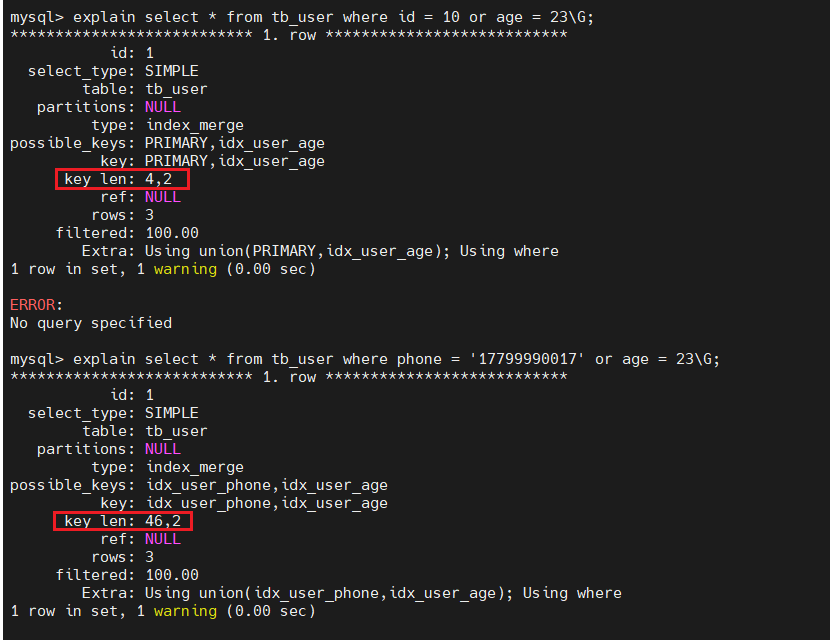 mysql> explain select * from tb_user where id = 10 or age = 23\G;
*************************** 1. row ***************************
id: 1
select_type: SIMPLE
table: tb_user
partitions: NULL
type: index_merge
possible_keys: PRIMARY,idx_user_age
key: PRIMARY,idx_user_age
key_len: 4,2
ref: NULL
rows: 3
filtered: 100.00
Extra: Using union(PRIMARY,idx_user_age); Using where
1 row in set, 1 warning (0.00 sec)
ERROR:
No query specified
mysql> explain select * from tb_user where phone = '17799990017' or age = 23\G;
*************************** 1. row ***************************
id: 1
select_type: SIMPLE
table: tb_user
partitions: NULL
type: index_merge
possible_keys: idx_user_phone,idx_user_age
key: idx_user_phone,idx_user_age
key_len: 46,2
ref: NULL
rows: 3
filtered: 100.00
Extra: Using union(idx_user_phone,idx_user_age); Using where
1 row in set, 1 warning (0.00 sec)